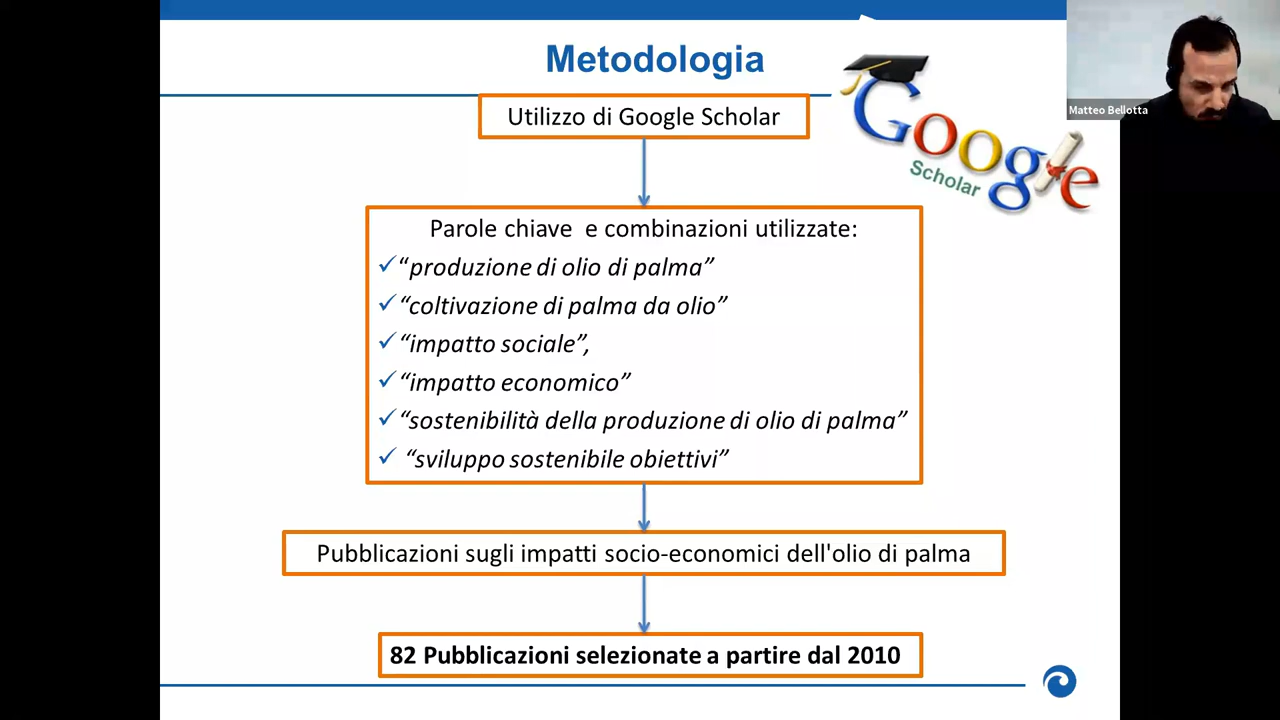 Metodologia
Utilizzo di Google Scholar
Google
Scholar
Matteo Bellotta
Parole chiave  e combinazioni utilizzate:
“produzione di olio di palma”
“coltivazione di palma da olio”
“impatto sociale”,
“impatto economico”
“sostenibilità della produzione di olio di palma”
“sviluppo sostenibile obiettivi”
Pubblicazioni sugli impatti socio-economici dell'olio di palma
82 Pubblicazioni selezionate a partire dal 2010